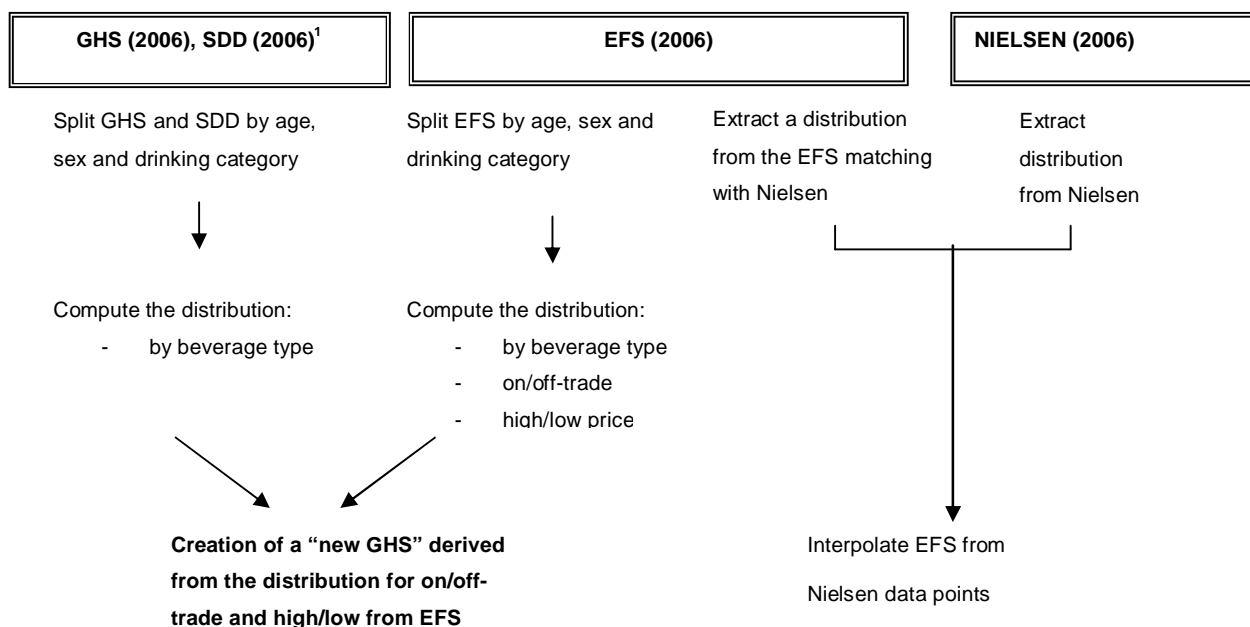 GHS (2006), SDD (2006)1
EFS (2006)
NIELSEN (2006)
Split GHS and SDD by age,
sex and drinking category
Split EFS by age, sex and
drinking category
Extract a distribution
from the EFS matching
with Nielsen
Extract
distribution
from Nielsen
Compute the distribution:
- by beverage type
Compute the distribution:
- by beverage type
- on/off-trade
- high/low price
Creation of a “new GHS” derived
from the distribution for on/off-
trade and high/low from EFS
Interpolate EFS from
Nielsen data points